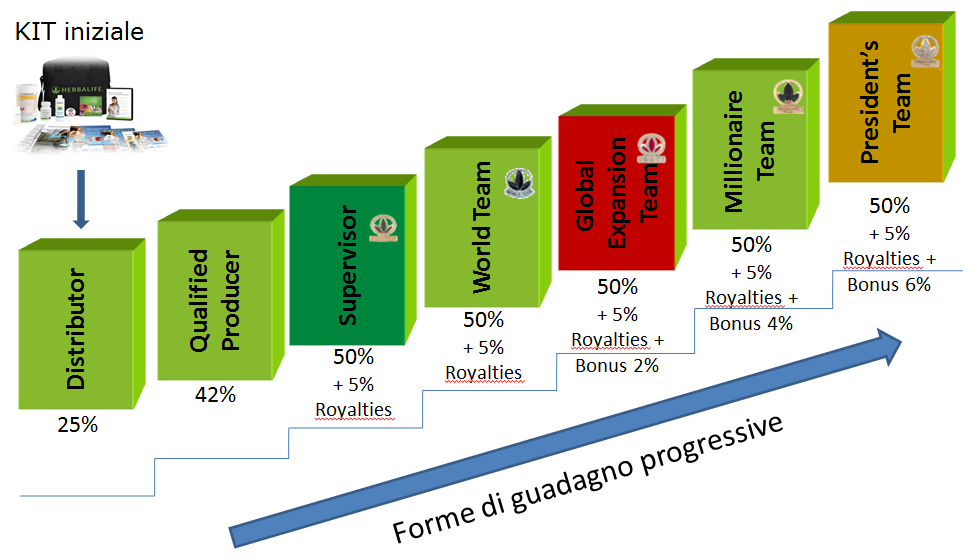 KIT iniziale
HERBALIFE
Distributor
25%
Qualified
Producer
42%
Supervisor
50%
+ 5%
Royalties
World Team
50%
+ 5%
Royalties
Global
Expansion
Team
50%
+ 5%
Royalties +
Bonus 2%
Millionaire
Team
50%
+ 5%
Royalties +
Bonus 4%
President's
Team
50%
+ 5%
Royalties +
Bonus 6%
Forme di guadagno progressive